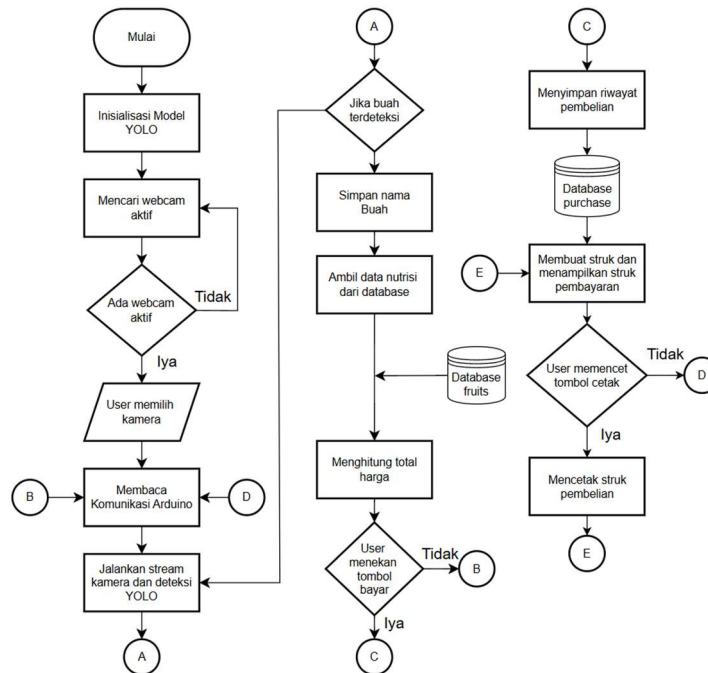 Mulai
Inisialisasi Model
YOLO
Mencari webcam
aktif
Ada webcam
aktif
Tidak
Iya
User memilih
kamera
B
Membaca
Komunikasi Arduino
D
Jalankan stream
kamera dan deteksi
YOLO
A
A
Jika buah
terdeteksi
Simpan nama
Buah
Ambil data nutrisi
dari database
Database
fruits
Menghitung total
harga
User
menekan
tombol
bayar
Tidak
B
Iya
C
C
Menyimpan riwayat
pembelian
Database
purchase
E
Membuat struk dan
menampilkan struk
pembayaran
User memencet
tombol cetak
Tidak
D
Iya
Mencetak struk
pembelian
E